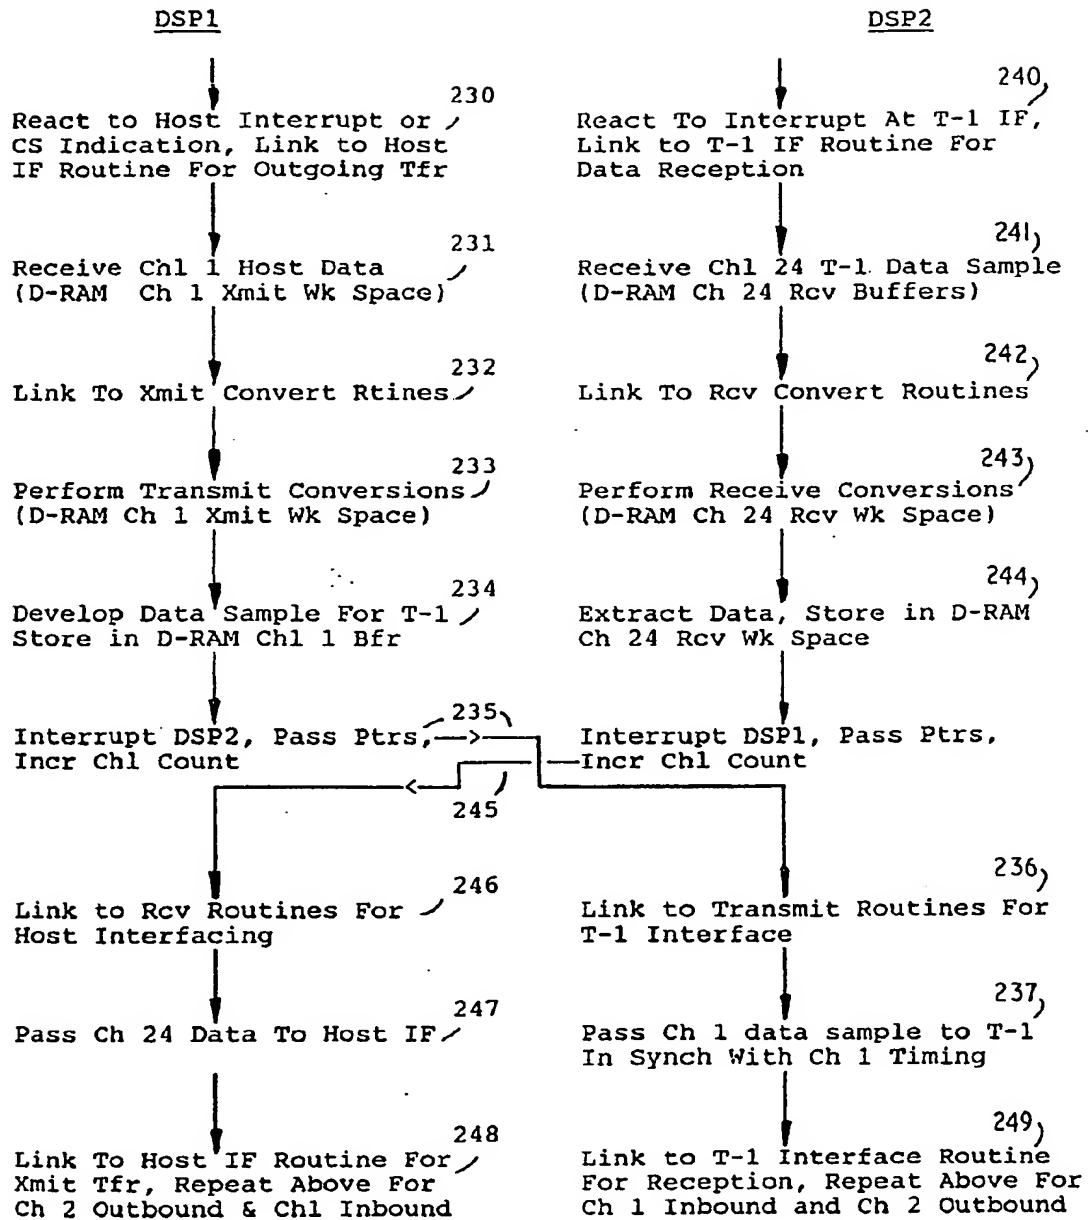 DSP1
230
React to Host Interrupt or
CS Indication, Link to Host
IF Routine For Outgoing Tfr
231
Receive Chl 1 Host Data
(D-RAM Ch 1 Xmit Wk Space)
232
Link To Xmit Convert Rtines
233
Perform Transmit Conversions
(D-RAM Ch 1 Xmit Wk Space)
234
Develop Data Sample For T-1
Store in D-RAM Chl 1 Bfr
235
Interrupt DSP2, Pass Ptrs,
Incr Chl Count
245
246
Link to Rcv Routines For
Host Interfacing
247
Pass Ch 24 Data To Host IF
248
Link To Host IF Routine For
Xmit Tfr, Repeat Above For
Ch 2 Outbound & Chl Inbound
DSP2
240
React To Interrupt At T-1 IF,
Link to T-1 IF Routine For
Data Reception
241
Receive Chl 24 T-1 Data Sample
(D-RAM Ch 24 Rcv Buffers)
242
Link To Rcv Convert Routines
243
Perform Receive Conversions
(D-RAM Ch 24 Rcv Wk Space)
244
Extract Data, Store in D-RAM
Ch 24 Rcv Wk Space
Interrupt DSP1, Pass Ptrs,
Incr Chl Count
236
Link to Transmit Routines For
T-1 Interface
237
Pass Ch 1 data sample to T-1
In Synch With Ch 1 Timing
249
Link to T-1 Interface Routine
For Reception, Repeat Above For
Ch 1 Inbound and Ch 2 Outbound